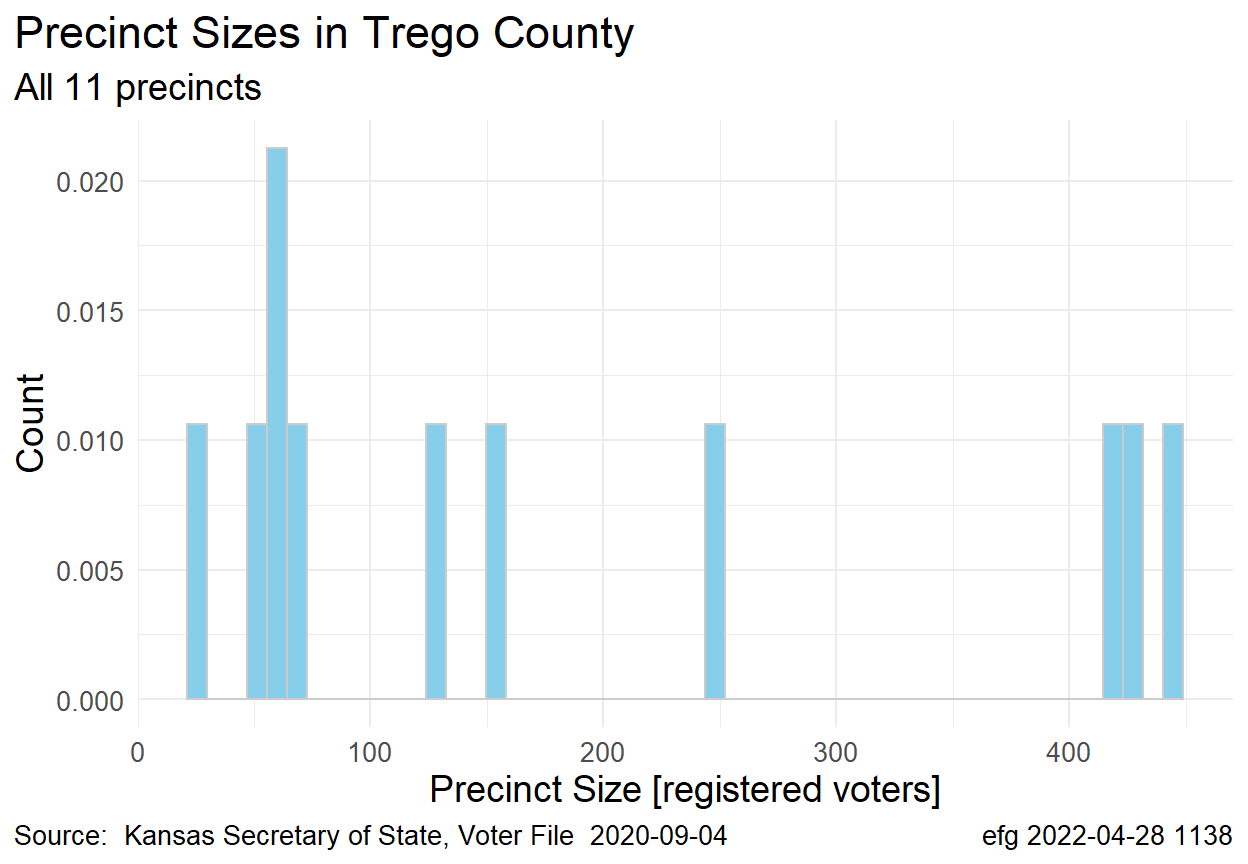 Precinct Sizes in Trego County
All 11 precincts
Count
0.020
0.015
0.010
0.005
0.000
0 100 200 300 400
Precinct Size [registered voters]
Source:  Kansas Secretary of State, Voter File  2020-09-04
efg 2022-04-28 1138